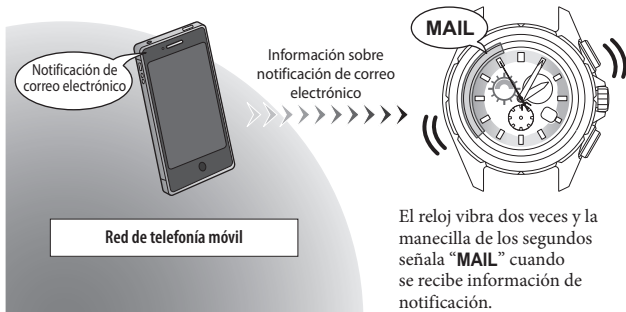 Notificación de
correo electrónico
Información sobre
notificación de correo
electrónico
MAIL
Red de telefonía móvil
El reloj vibra dos veces y la
manecilla de los segundos
señala “MAIL” cuando
se recibe información de
notificación.